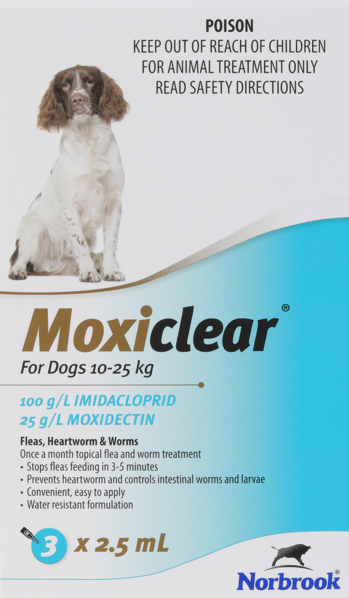 POISON
KEEP OUT OF REACH OF CHILDREN
FOR ANIMAL TREATMENT ONLY
READ SAFETY DIRECTIONS
Moxiclear®
For Dogs 10-25 kg
100 g/L IMIDACLOPRID
25 g/L MOXIDECTIN
Fleas, Heartworm & Worms
Once a month topical flea and worm treatment
• Stops fleas feeding in 3-5 minutes
• Prevents heartworm and controls intestinal worms and larvae
• Convenient, easy to apply
• Water resistant formulation
3 x 2.5 mL
Norbrook®